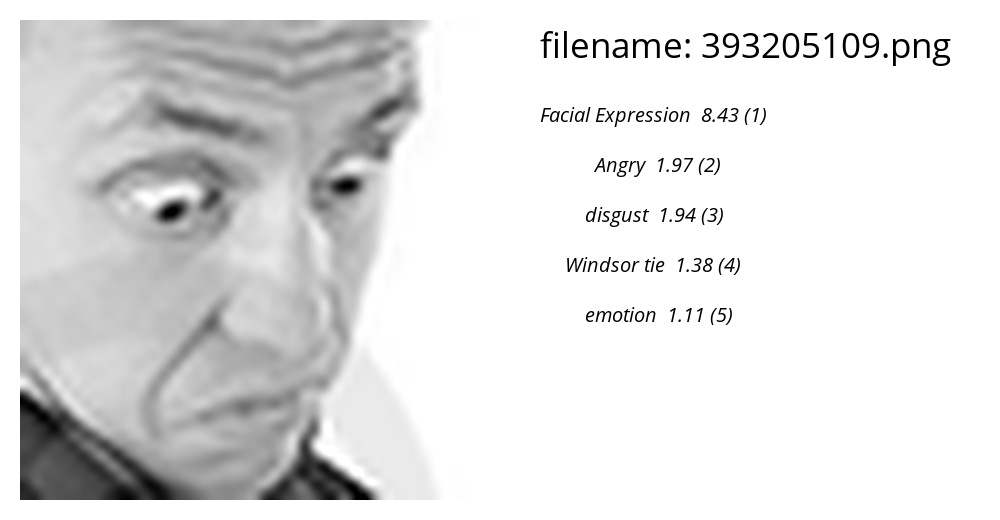 filename: 393205109.png
Facial Expression 8.43 (1)
Angry 1.97 (2)
disgust 1.94 (3)
Windsor tie 1.38 (4)
emotion 1.11 (5)